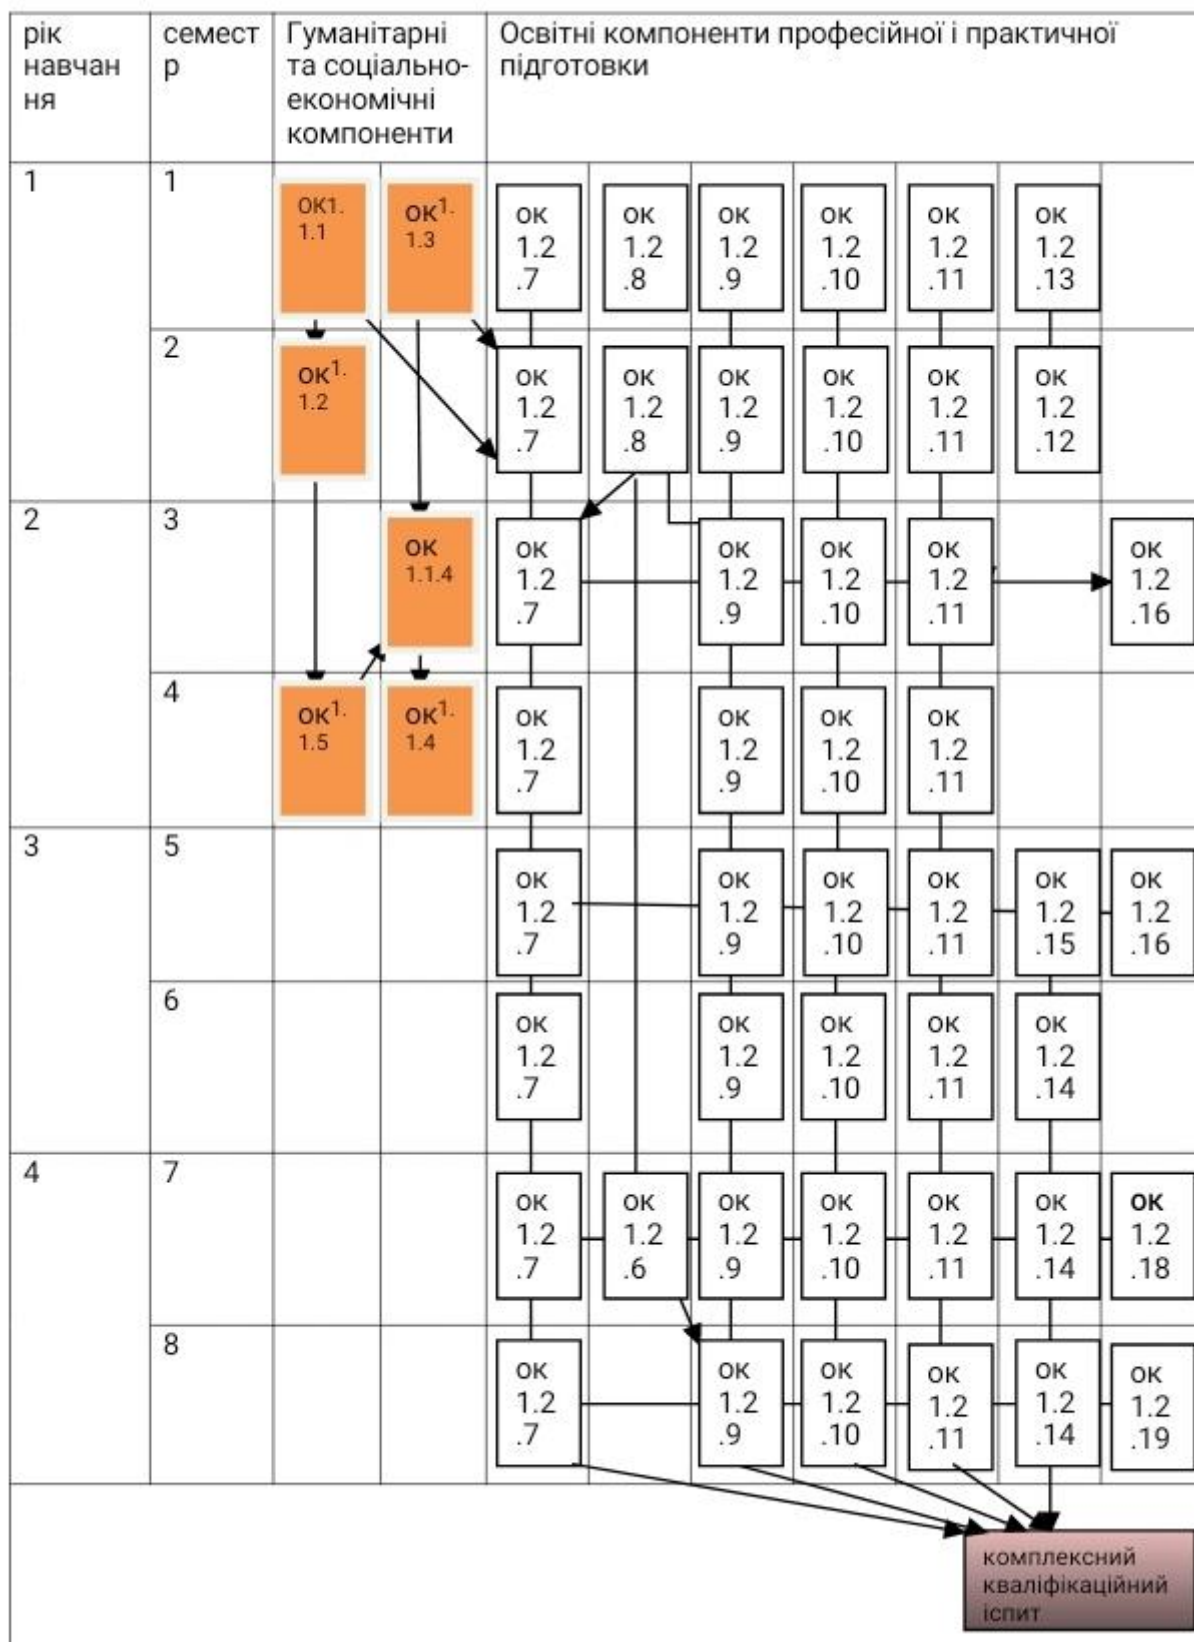 рік
навчан
ня
семест
р
Гуманітарні
та соціально-
економічні
компоненти
Освітні компоненти професійної і практичної
підготовки
1
1
ОК1.
1.1
ок1.
1.3
ок
1.2
.7
ок
1.2
.8
ок
1.2
.9
ок
1.2
.10
ок
1.2
.11
ок
1.2
.13
2
ок1.
1.2
ок
1.2
.7
ок
1.2
.8
ок
1.2
.9
ок
1.2
.10
ок
1.2
.11
ок
1.2
.12
2
3
ок
1.1.4
ок
1.2
.7
ок
1.2
.9
ок
1.2
.10
ок
1.2
.11
ок
1.2
.16
4
ок1.
1.5
ок1.
1.4
ок
1.2
.7
ок
1.2
.9
ок
1.2
.10
ок
1.2
.11
3
5
ок
1.2
.7
ок
1.2
.9
ок
1.2
.10
ок
1.2
.11
ок
1.2
.15
ок
1.2
.16
6
ок
1.2
.7
ок
1.2
.9
ок
1.2
.10
ок
1.2
.11
ок
1.2
.14
4
7
ок
1.2
.7
ок
1.2
.6
ок
1.2
.9
ок
1.2
.10
ок
1.2
.11
ок
1.2
.14
ок
1.2
.18
8
ок
1.2
.7
ок
1.2
.9
ок
1.2
.10
ок
1.2
.11
ок
1.2
.14
ок
1.2
.19
комплексний
кваліфікаційний
іспит